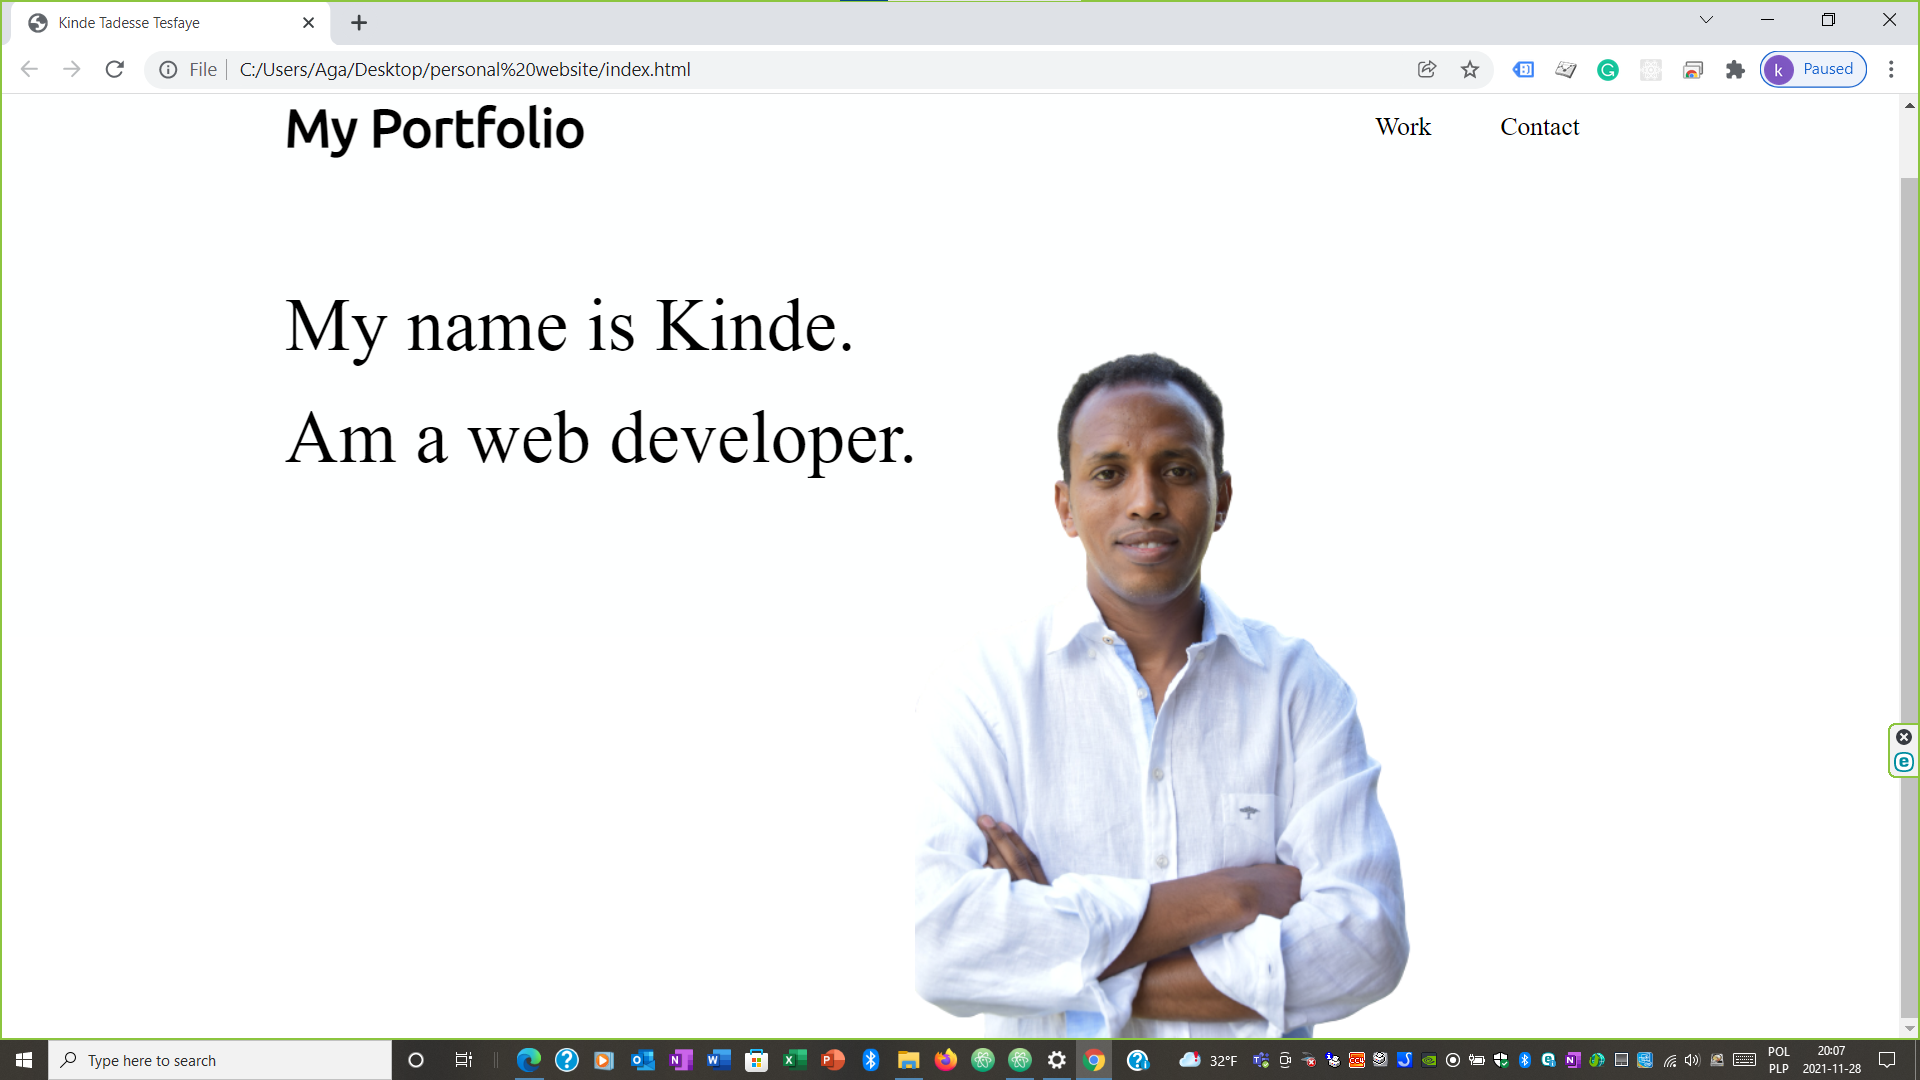 Kinde Tadesse Tesfaye
File
C:/Users/Aga/Desktop/personal%20website/index.html
k
Paused
My Portfolio
Work
Contact
My name is Kinde.
Am a web developer.
Type here to search
32°F
POL
PLP
20:07
2021-11-28